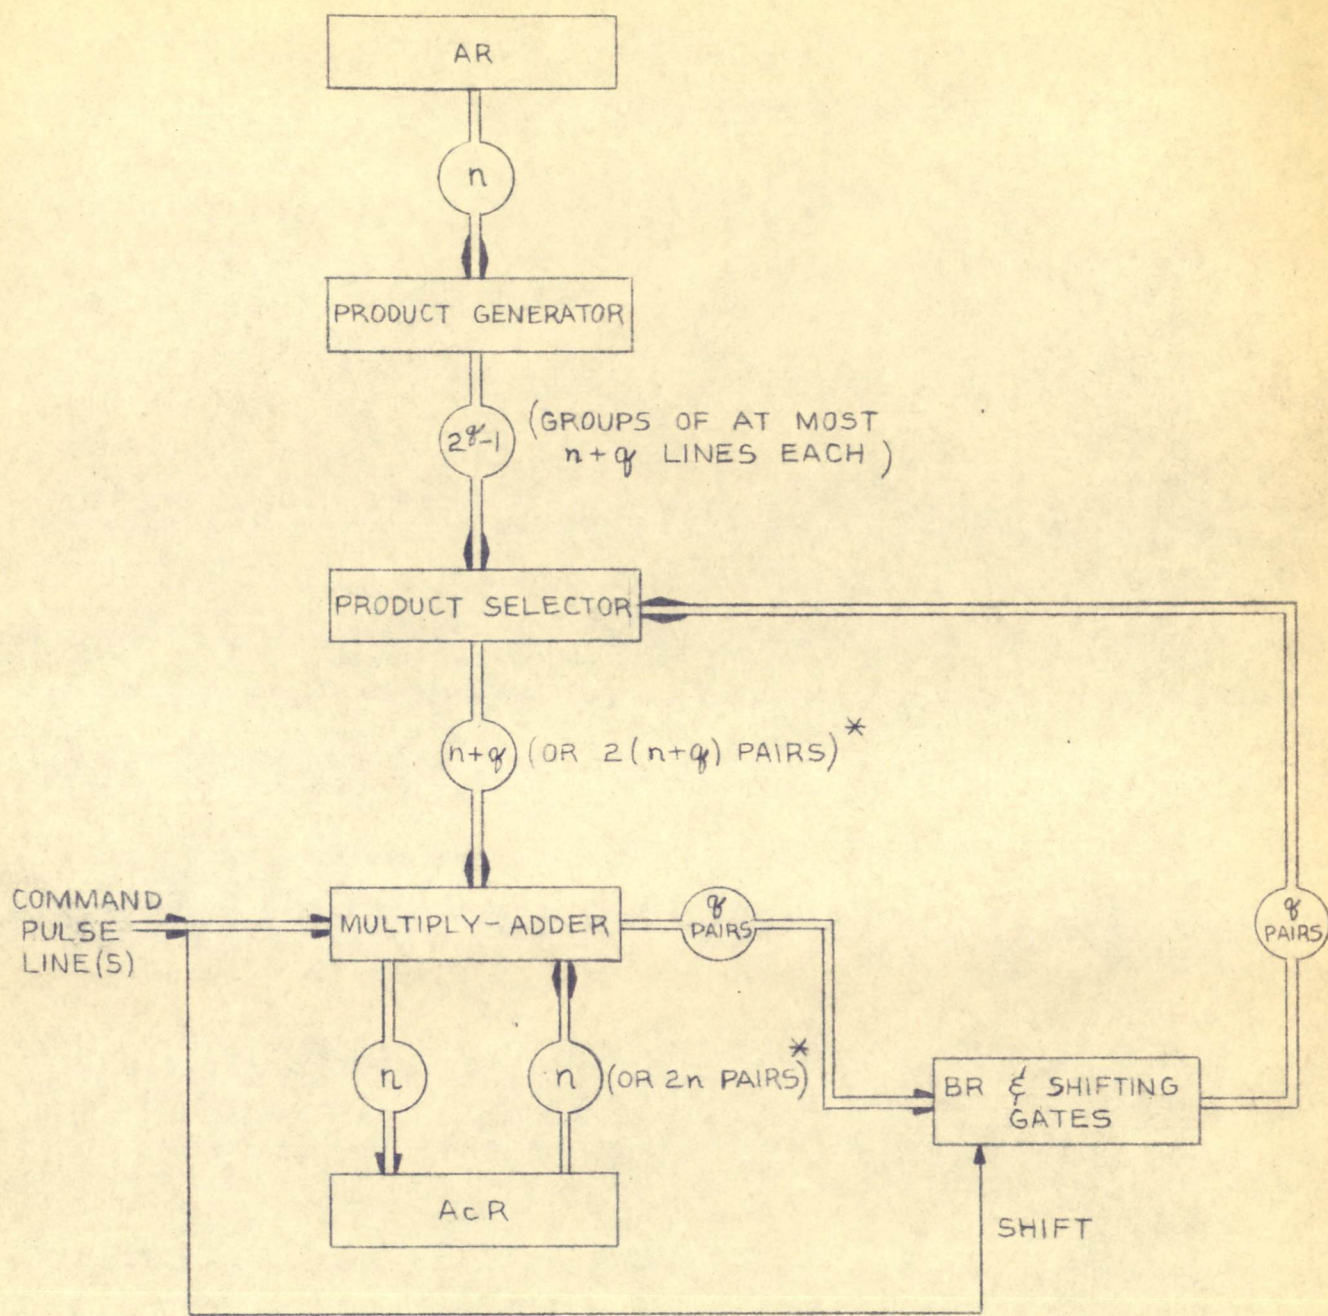 AR
n
PRODUCT GENERATOR
2^q-1
(GROUPS OF AT MOST
n+q LINES EACH)
PRODUCT SELECTOR
n+q (OR 2(n+q) PAIRS)*
COMMAND
PULSE
LINE(S)
MULTIPLY-ADDER
q
PAIRS
q
PAIRS
n
n (OR 2n PAIRS)*
BR & SHIFTING
GATES
AcR
SHIFT